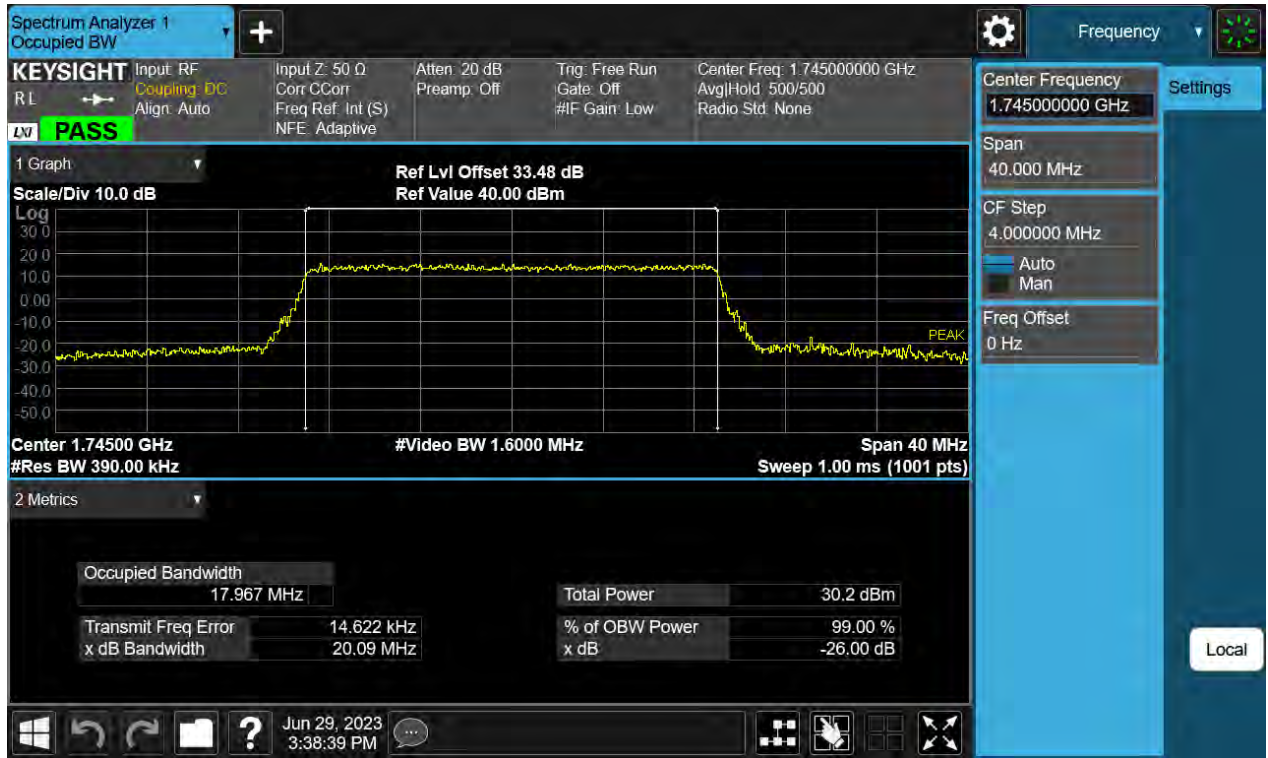 Spectrum Analyzer 1
Occupied BW
+
Frequency
KEYSIGHT
RL
LXI
PASS
Input: RF
Coupling: DC
Align: Auto
Input Z: 50 Ω
Corr CCorr
Freq Ref: Int (S)
NFE: Adaptive
Atten: 20 dB
Preamp: Off
Trig: Free Run
Gate: Off
#IF Gain: Low
Center Freq: 1.745000000 GHz
Avg|Hold: 500/500
Radio Std: None
Center Frequency
1.745000000 GHz
Settings
Span
40.000 MHz
CF Step
4.000000 MHz
Auto
Man
Freq Offset
0 Hz
1 Graph
Scale/Div 10.0 dB
Ref Lvl Offset 33.48 dB
Ref Value 40.00 dBm
Log
30.0
20.0
10.0
0.00
-10.0
-20.0
-30.0
-40.0
-50.0
PEAK
Center 1.74500 GHz
#Video BW 1.6000 MHz
Span 40 MHz
#Res BW 390.00 kHz
Sweep 1.00 ms (1001 pts)
2 Metrics
Occupied Bandwidth
17.967 MHz
Total Power 30.2 dBm
Transmit Freq Error 14.622 kHz
% of OBW Power 99.00 %
x dB Bandwidth 20.09 MHz
x dB -26.00 dB
Local
?
Jun 29, 2023
3:38:39 PM